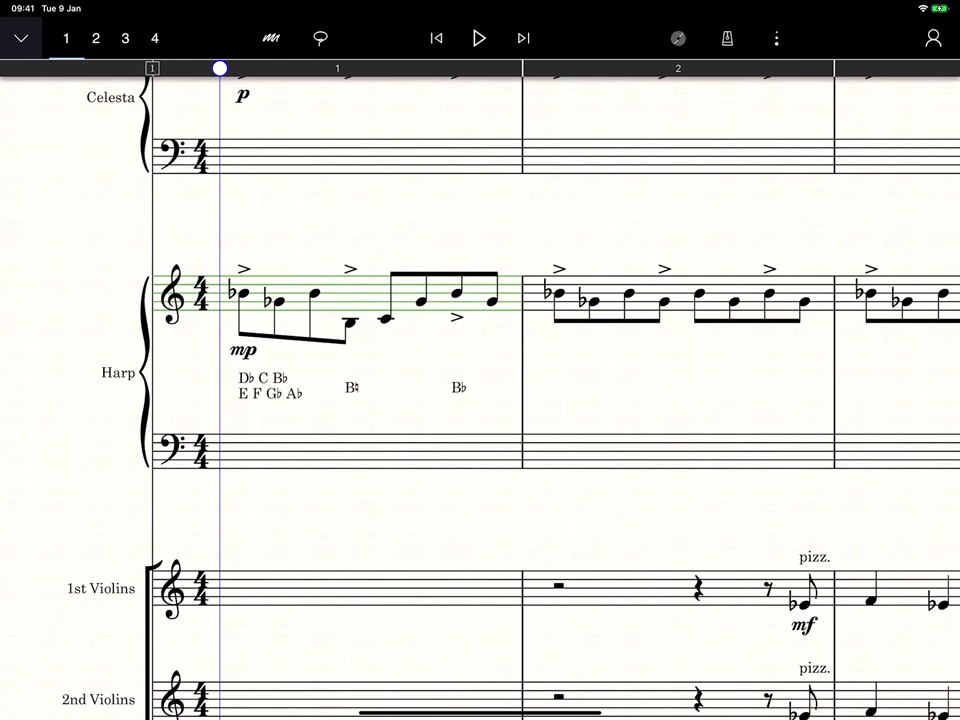 09:41 Tue 9 Jan
1 2 3 4
1 1 2
Celesta
p
Harp
mp
D♭ C B♭
E F G♭ A♭
B♮
B♭
pizz.
1st Violins
mf
pizz.
2nd Violins